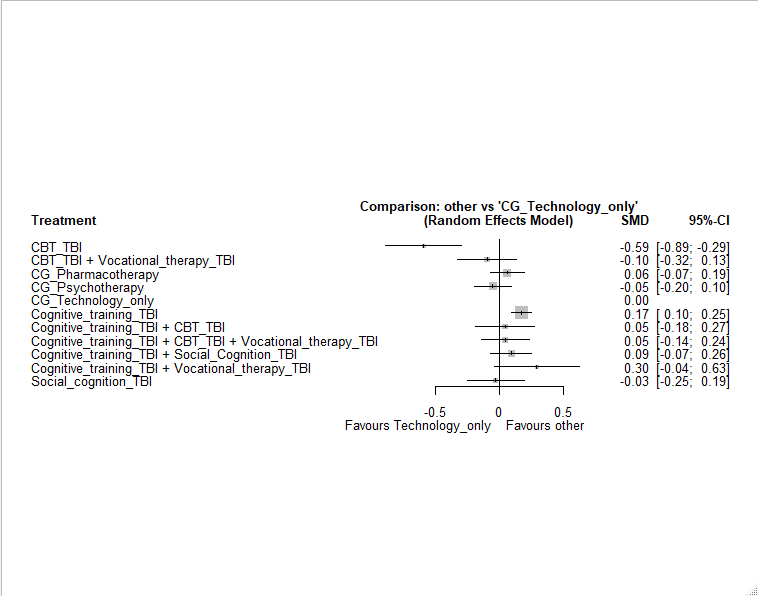 Comparison: other vs 'CG_Technology_only'
Treatment (Random Effects Model) SMD 95%-CI
CBT_TBI -0.59 [-0.89; -0.29]
CBT_TBI + Vocational_therapy_TBI -0.10 [-0.32; 0.13]
CG_Pharmacotherapy 0.06 [-0.07; 0.19]
CG_Psychotherapy -0.05 [-0.20; 0.10]
CG_Technology_only 0.00
Cognitive_training_TBI 0.17 [ 0.10; 0.25]
Cognitive_training_TBI + CBT_TBI 0.05 [-0.18; 0.27]
Cognitive_training_TBI + CBT_TBI + Vocational_therapy_TBI 0.05 [-0.14; 0.24]
Cognitive_training_TBI + Social_Cognition_TBI 0.09 [-0.07; 0.26]
Cognitive_training_TBI + Vocational_therapy_TBI 0.30 [-0.04; 0.63]
Social_cognition_TBI -0.03 [-0.25; 0.19]
-0.5 0 0.5
Favours Technology_only Favours other